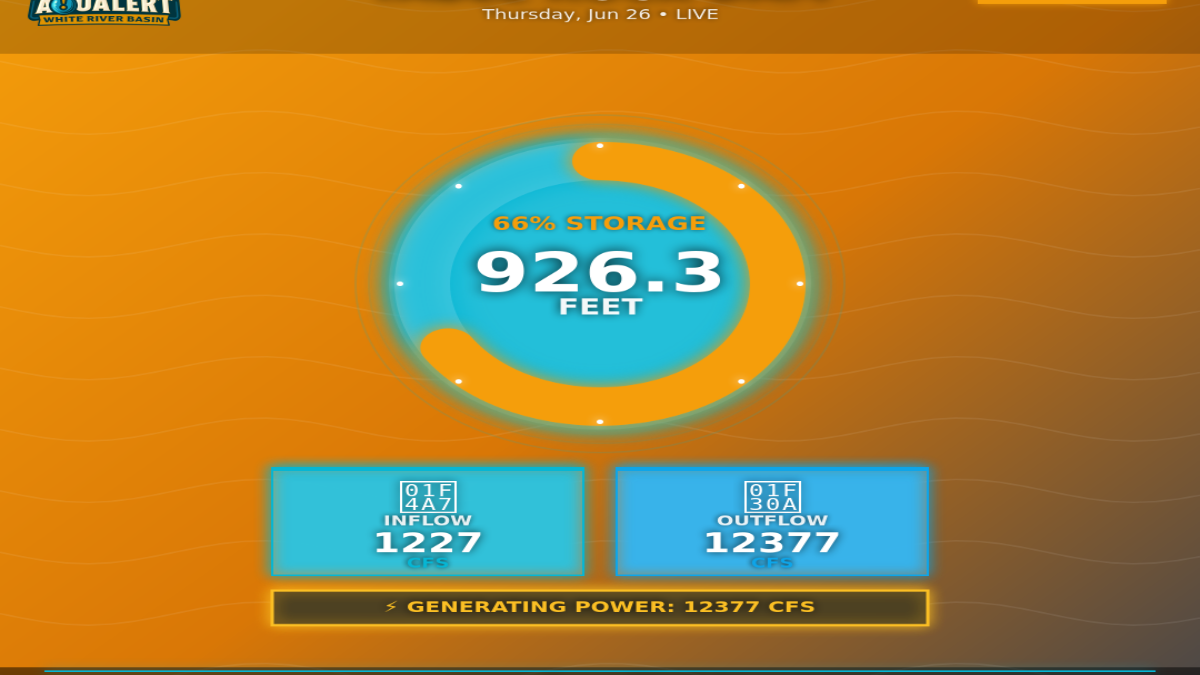 AQUALERT
WHITE RIVER BASIN
Thursday, Jun 26 • LIVE
66% STORAGE
926.3
FEET
01F
4A7
INFLOW
1227
CFS
01F
30A
OUTFLOW
12377
CFS
⚡ GENERATING POWER: 12377 CFS